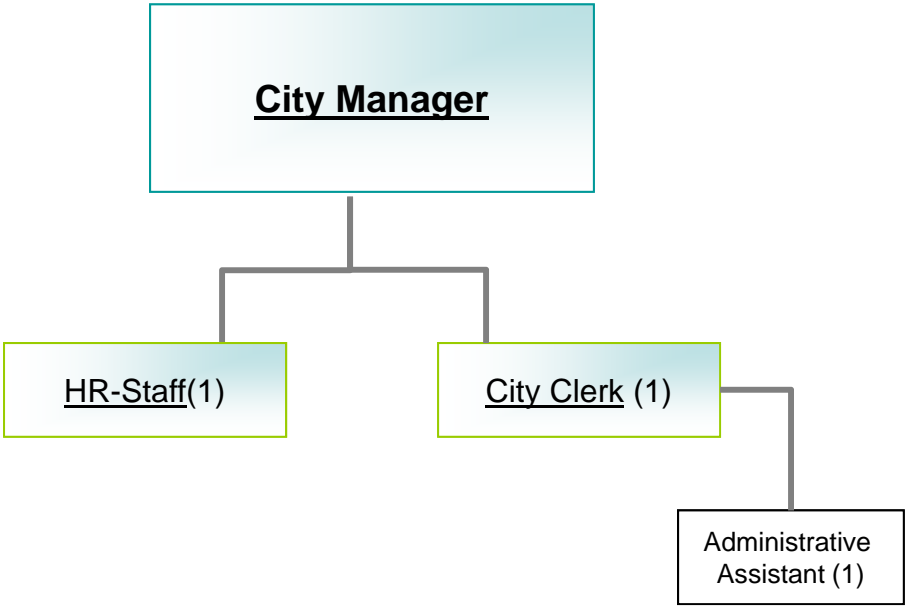 City Manager
HR-Staff(1)
City Clerk (1)
Administrative
Assistant (1)